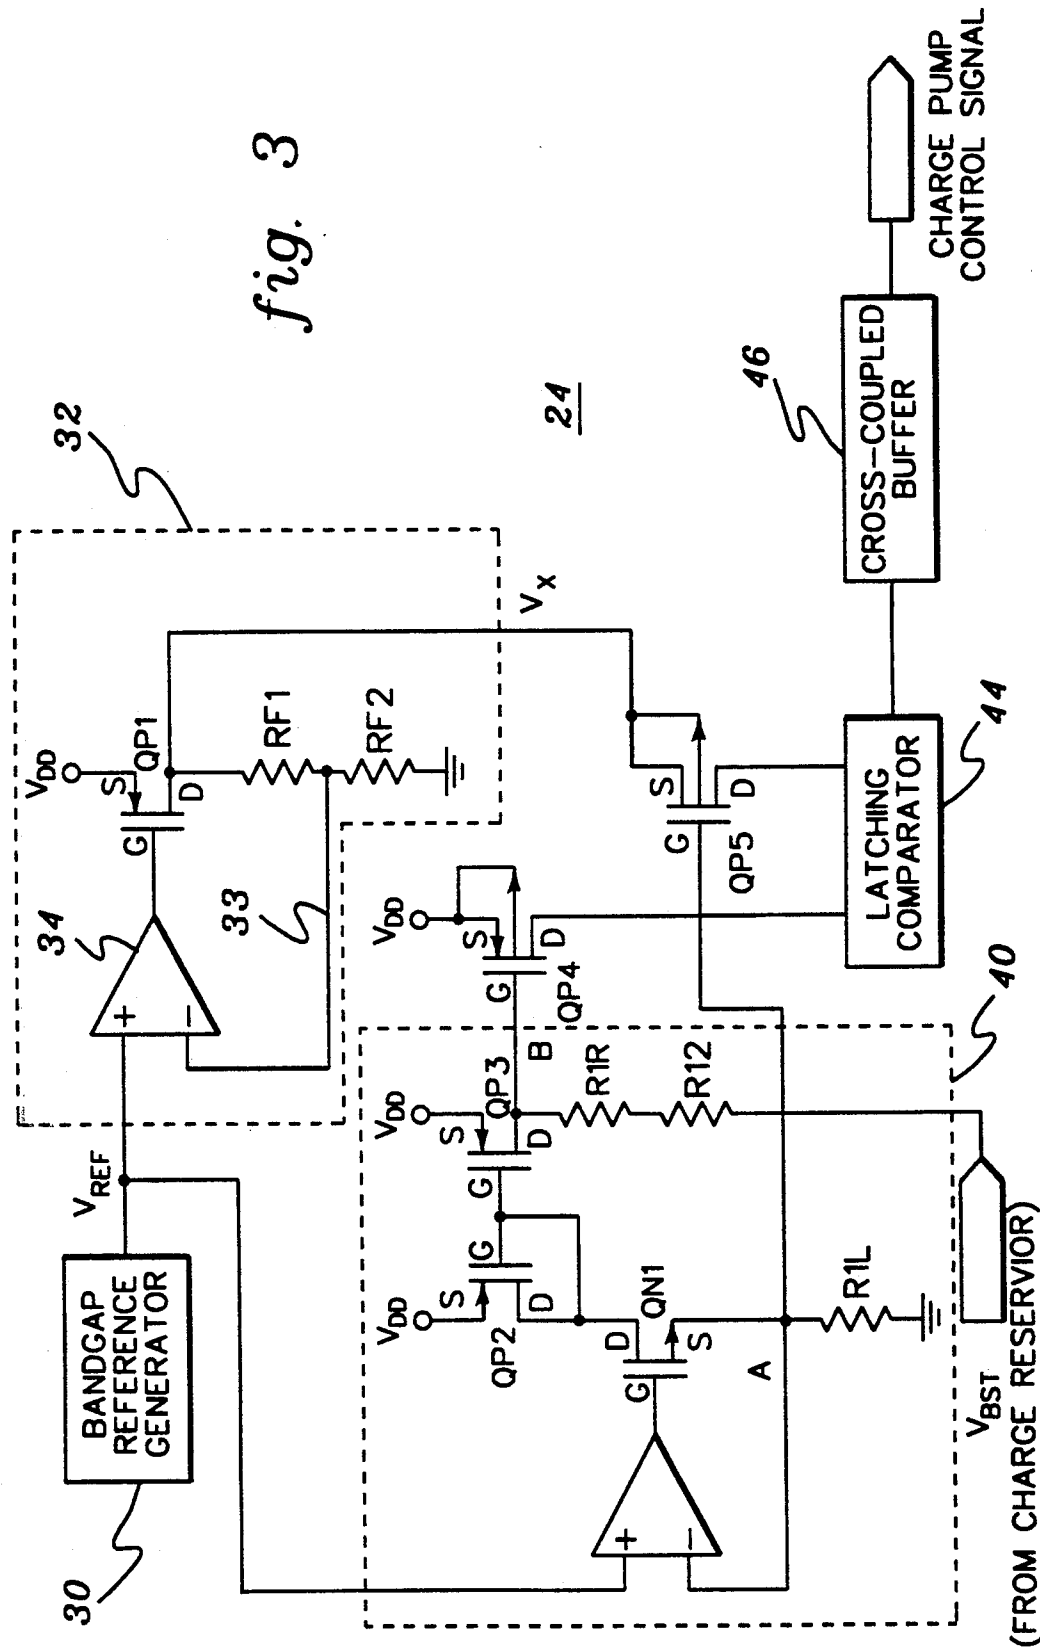 fig. 3
24
30
BANDGAP
REFERENCE
GENERATOR
VREF
32
34
+
−
33
VDD
S
QP1
G
D
RF1
RF2
VX
VDD
S
G
D
QP2
VDD
S
G
D
QP3
B
VDD
S
G
D
QP4
S
G
D
QP5
+
−
G
D
S
QN1
A
R1L
R1R
R12
40
VBST
(FROM CHARGE RESERVIOR)
LATCHING
COMPARATOR
44
CROSS-COUPLED
BUFFER
46
CHARGE PUMP
CONTROL SIGNAL